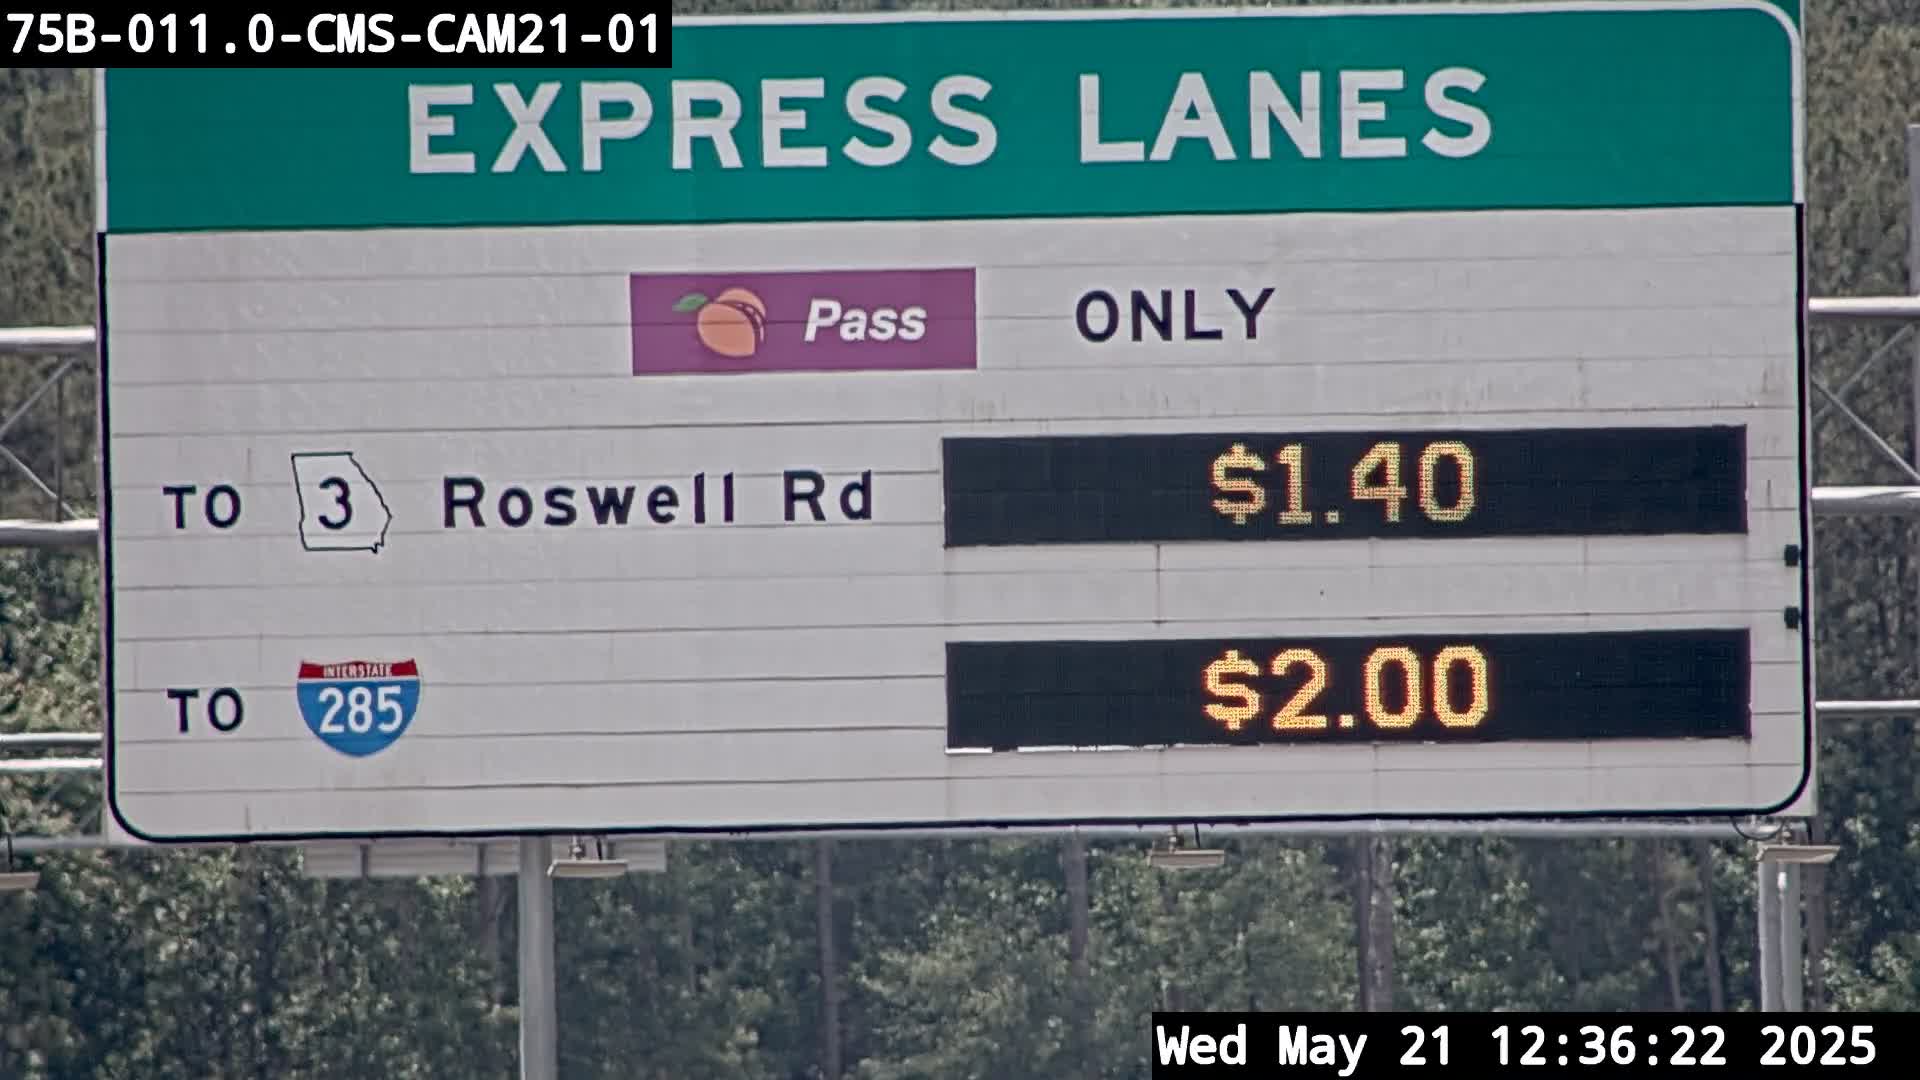 75B-011.0-CMS-CAM21-01
EXPRESS LANES
Pass ONLY
TO 3 Roswell Rd $1.40
TO INTERSTATE 285 $2.00
Wed May 21 12:36:22 2025